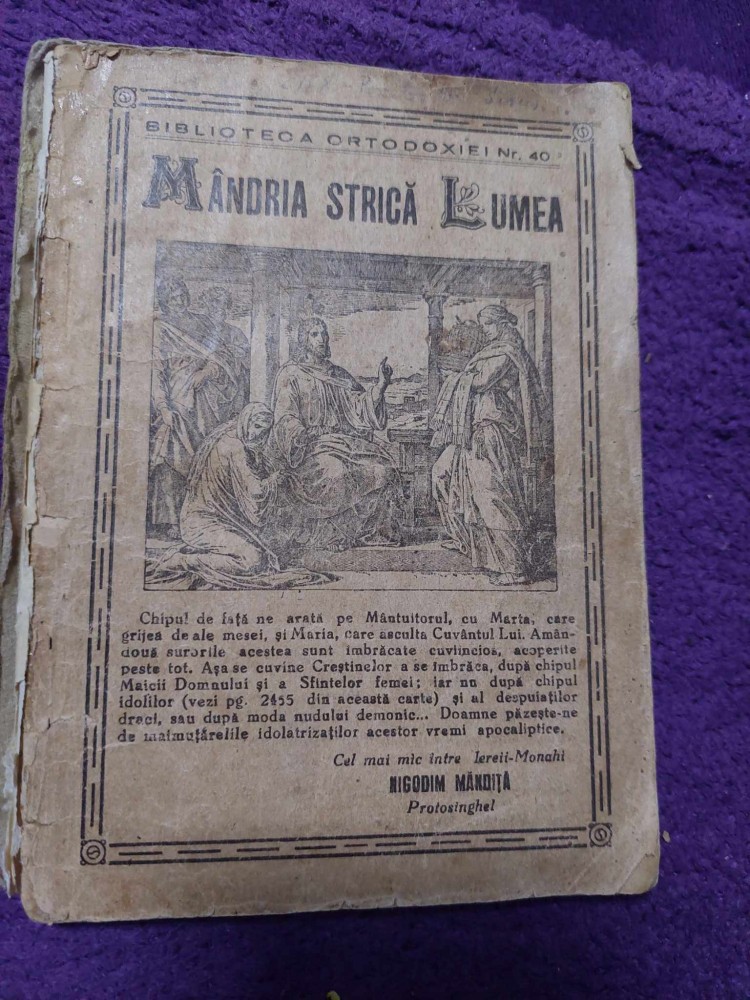 BIBLIOTECA ORTODOXIEI Nr. 40
MÂNDRIA STRICĂ LUMEA
Chipul de față ne arată pe Mântuitorul, cu Marta, care
grijea de ale mesei, și Maria, care asculta Cuvântul Lui. Amân-
două surorile acestea sunt îmbrăcate cuviincios, acoperite
peste tot. Așa se cuvine Creștinelor a se îmbrăca, după chipul
Maicii Domnului și a Sfintelor femei; iar nu după chipul
idolilor (vezi pg. 2455 din această carte) și al despuiaților
draci, sau după moda nudului demonic... Doamne păzește-ne
de maimuțărelile idolatrizaților acestor vremi apocaliptice.
Cel mai mic intre Iereii-Monahi
NIGODIM MĂNDIȚĂ
Protosinghel